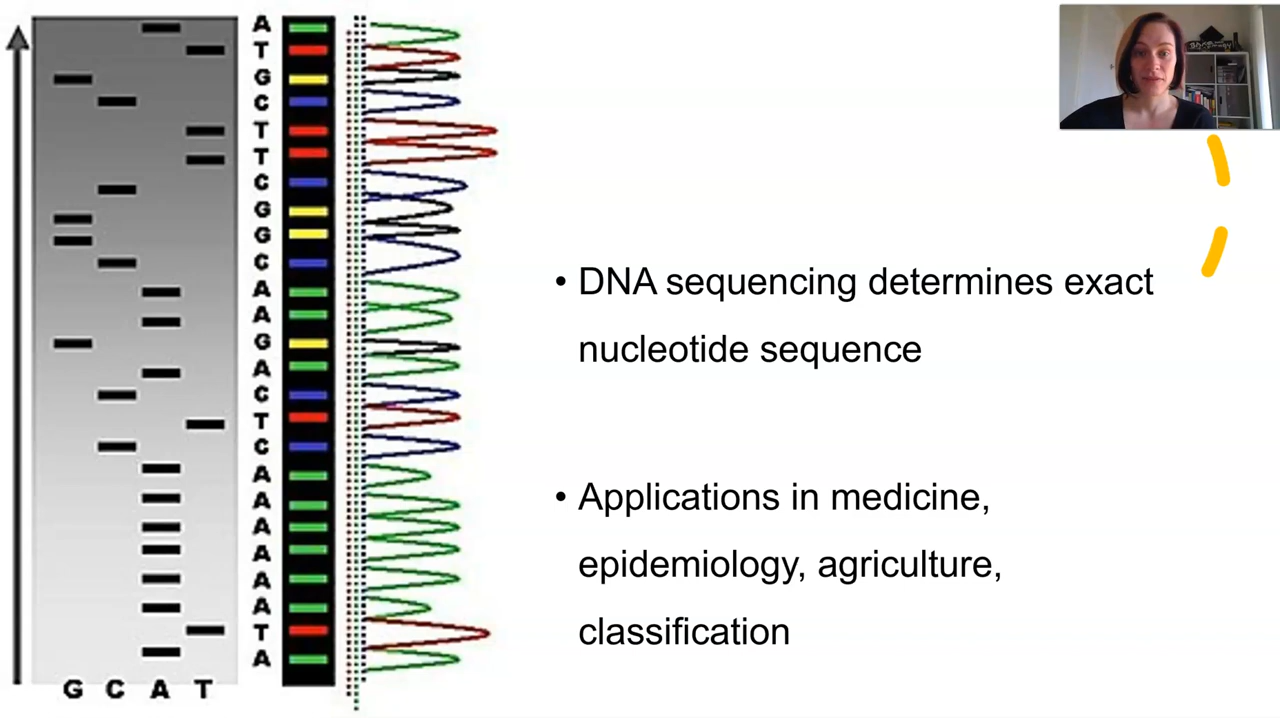 A
T
G
C
T
T
C
G
G
C
A
A
G
A
C
T
C
A
A
A
A
A
A
T
A
G C A T
• DNA sequencing determines exact
nucleotide sequence
• Applications in medicine,
epidemiology, agriculture,
classification